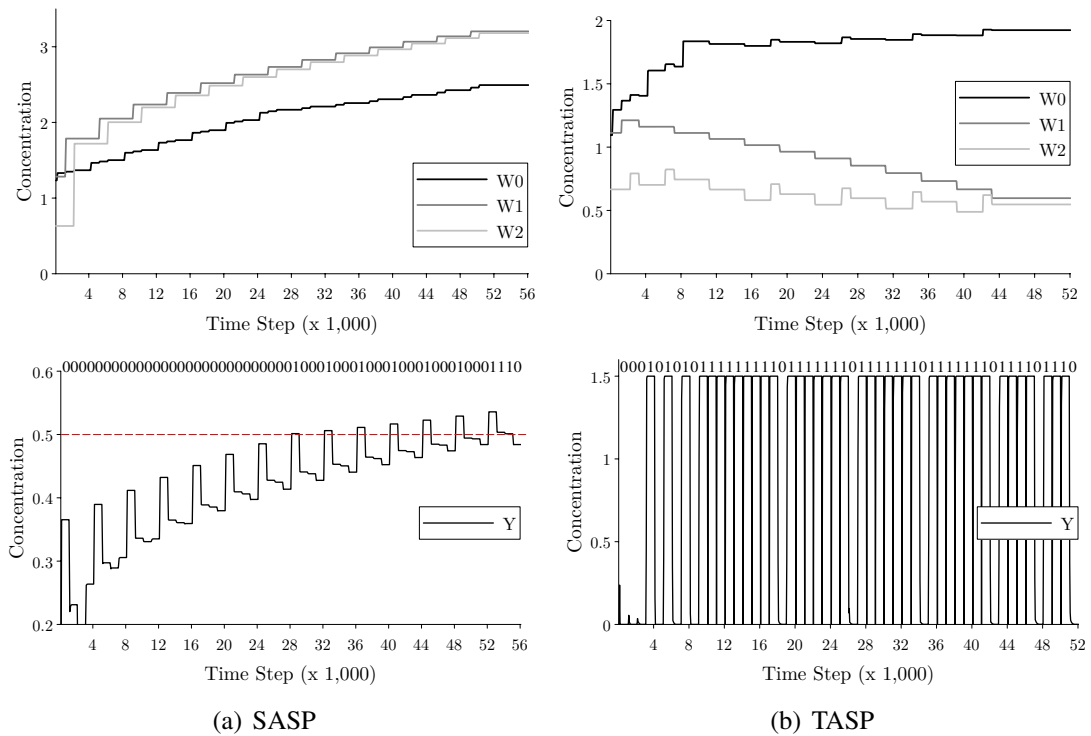 3
2
1
0
Concentration
W0
W1
W2
4 8 12 16 20 24 28 32 36 40 44 48 52 56
Time Step (x 1,000)
2
1.5
1
0.5
0
Concentration
W0
W1
W2
4 8 12 16 20 24 28 32 36 40 44 48 52
Time Step (x 1,000)
00000000000000000000000000001000100010001000100010001110
0.6
0.5
0.4
0.3
0.2
Concentration
Y
4 8 12 16 20 24 28 32 36 40 44 48 52 56
Time Step (x 1,000)
(a) SASP
0001010101111111110111111101111111011111110111101110
1.5
1
0.5
0
Concentration
Y
4 8 12 16 20 24 28 32 36 40 44 48 52
Time Step (x 1,000)
(b) TASP